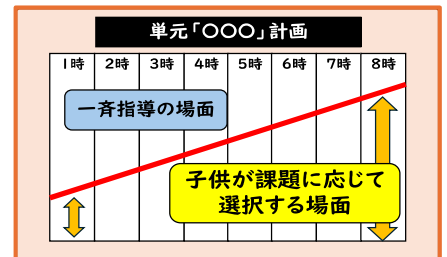 単元「〇〇〇」計画
1時 2時 3時 4時 5時 6時 7時 8時
一斉指導の場面
子供が課題に応じて
選択する場面